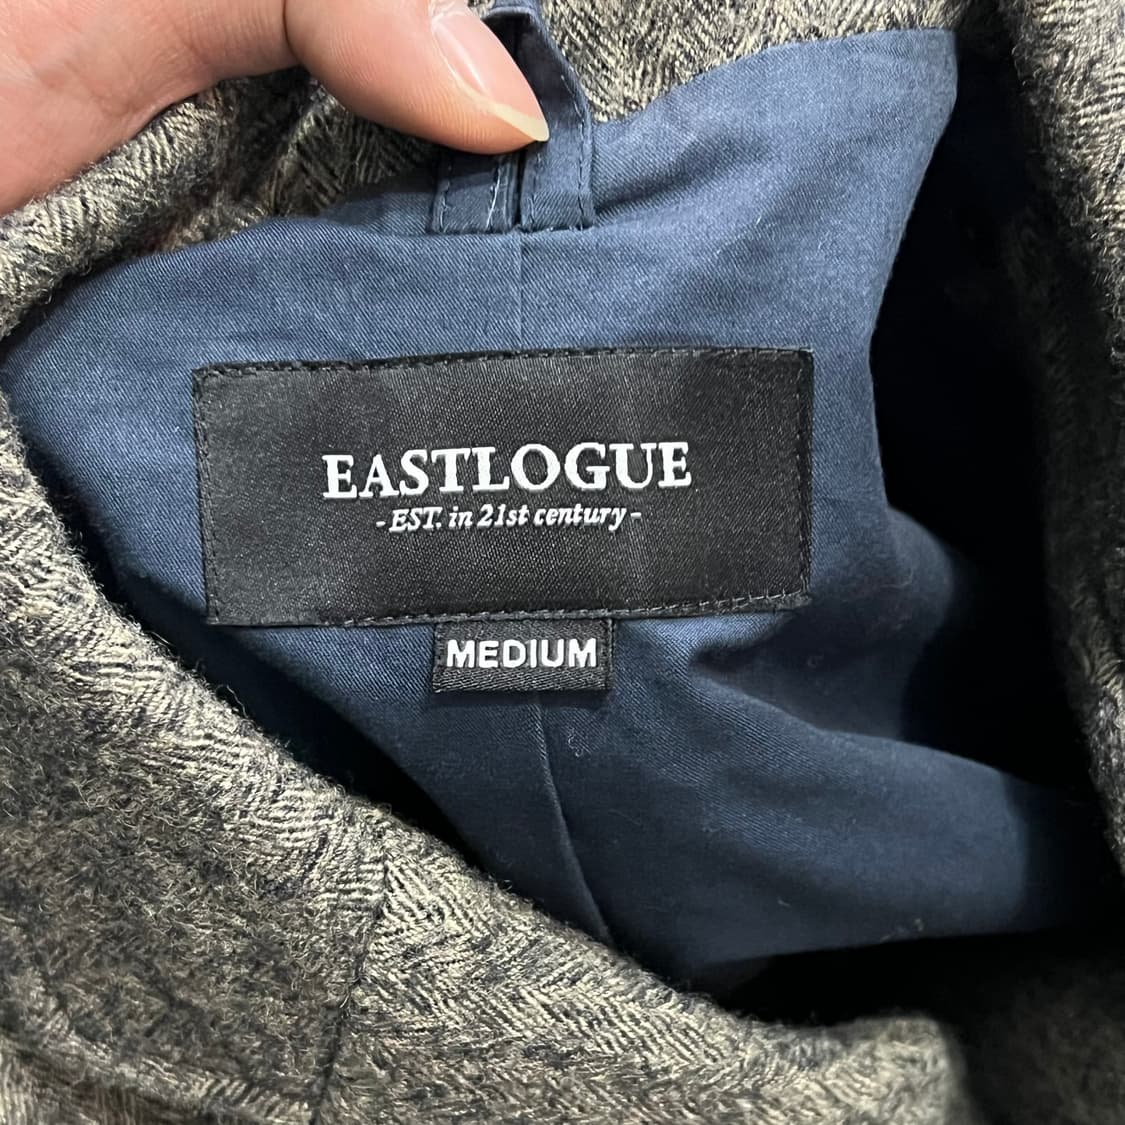 EASTLOGUE
-EST. in 21st century-
MEDIUM